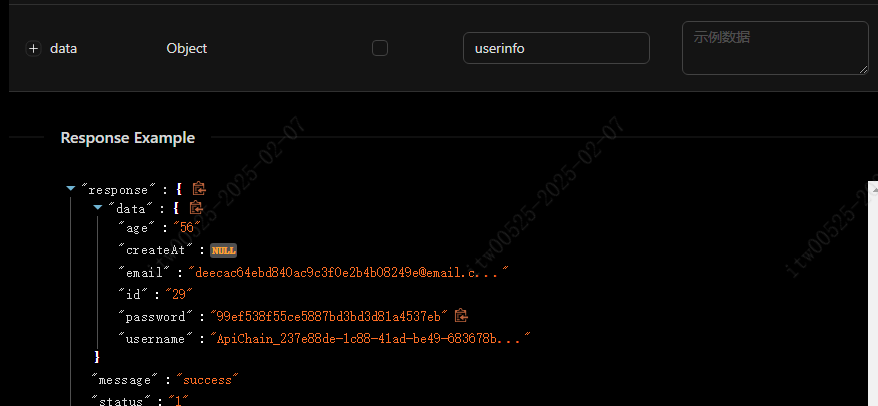 data Object userinfo 示例数据
Response Example
"response" : {
"data" : {
"age" : "56"
"createAt" : NULL
"email" : "deecac64ebd840ac9c3f0e2b4b08249e@email.c..."
"id" : "29"
"password" : "99ef538f55ce5887bd3bd3d81a4537eb"
"username" : "ApiChain_237e88de-1c88-41ad-be49-683678b..."
}
"message" : "success"
"status" : "1"
itw00525-2025-02-07
itw00525-2025-02-07
itw00525-2025